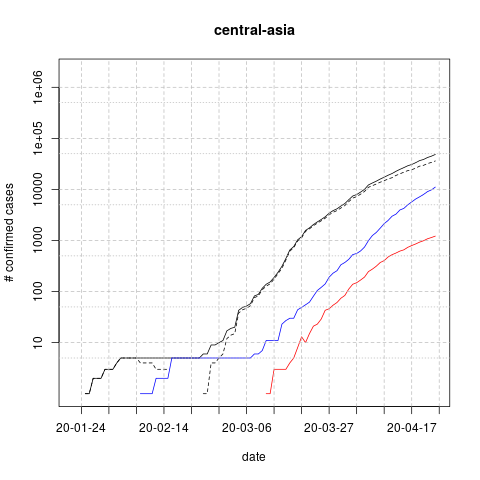 central-asia
# confirmed cases
1e+06
1e+05
10000
1000
100
10
20-01-24
20-02-14
20-03-06
20-03-27
20-04-17
date